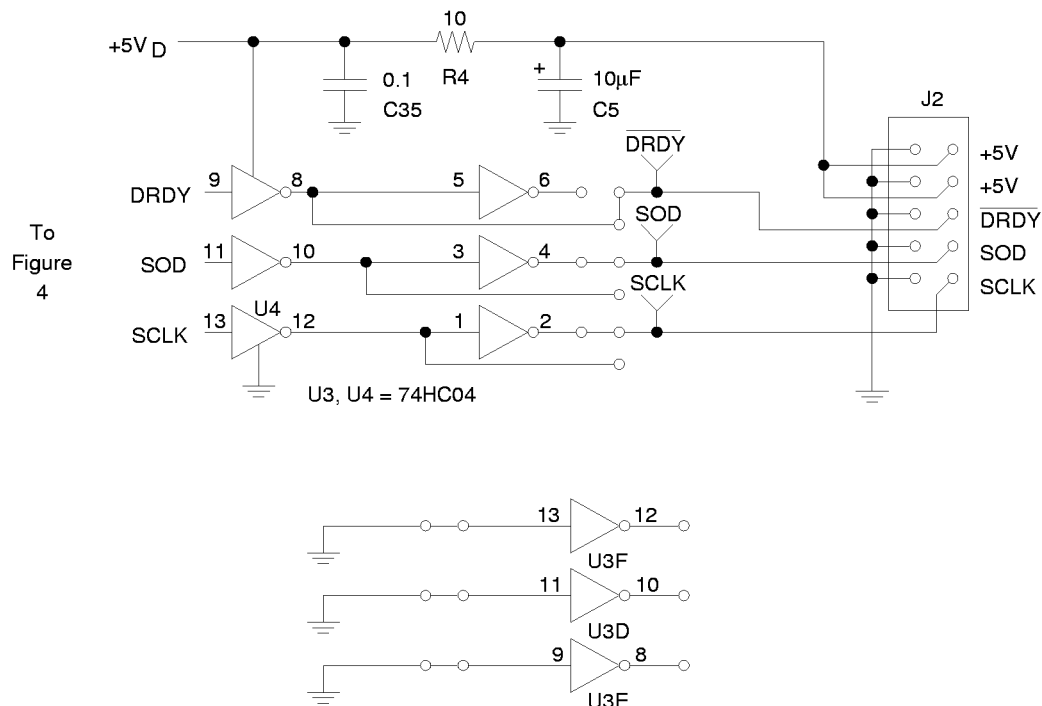 10
+5V D
R4
0.1
C35
+
10µF
C5
J2
DRDY
+5V
9
8
5
6
DRDY
+5V
SOD
DRDY
11
10
3
4
SOD
SOD
SCLK
SCLK
To
Figure
4
13
U4
12
1
2
SCLK
U3, U4 = 74HC04
13
12
U3F
11
10
U3D
9
8
U3E